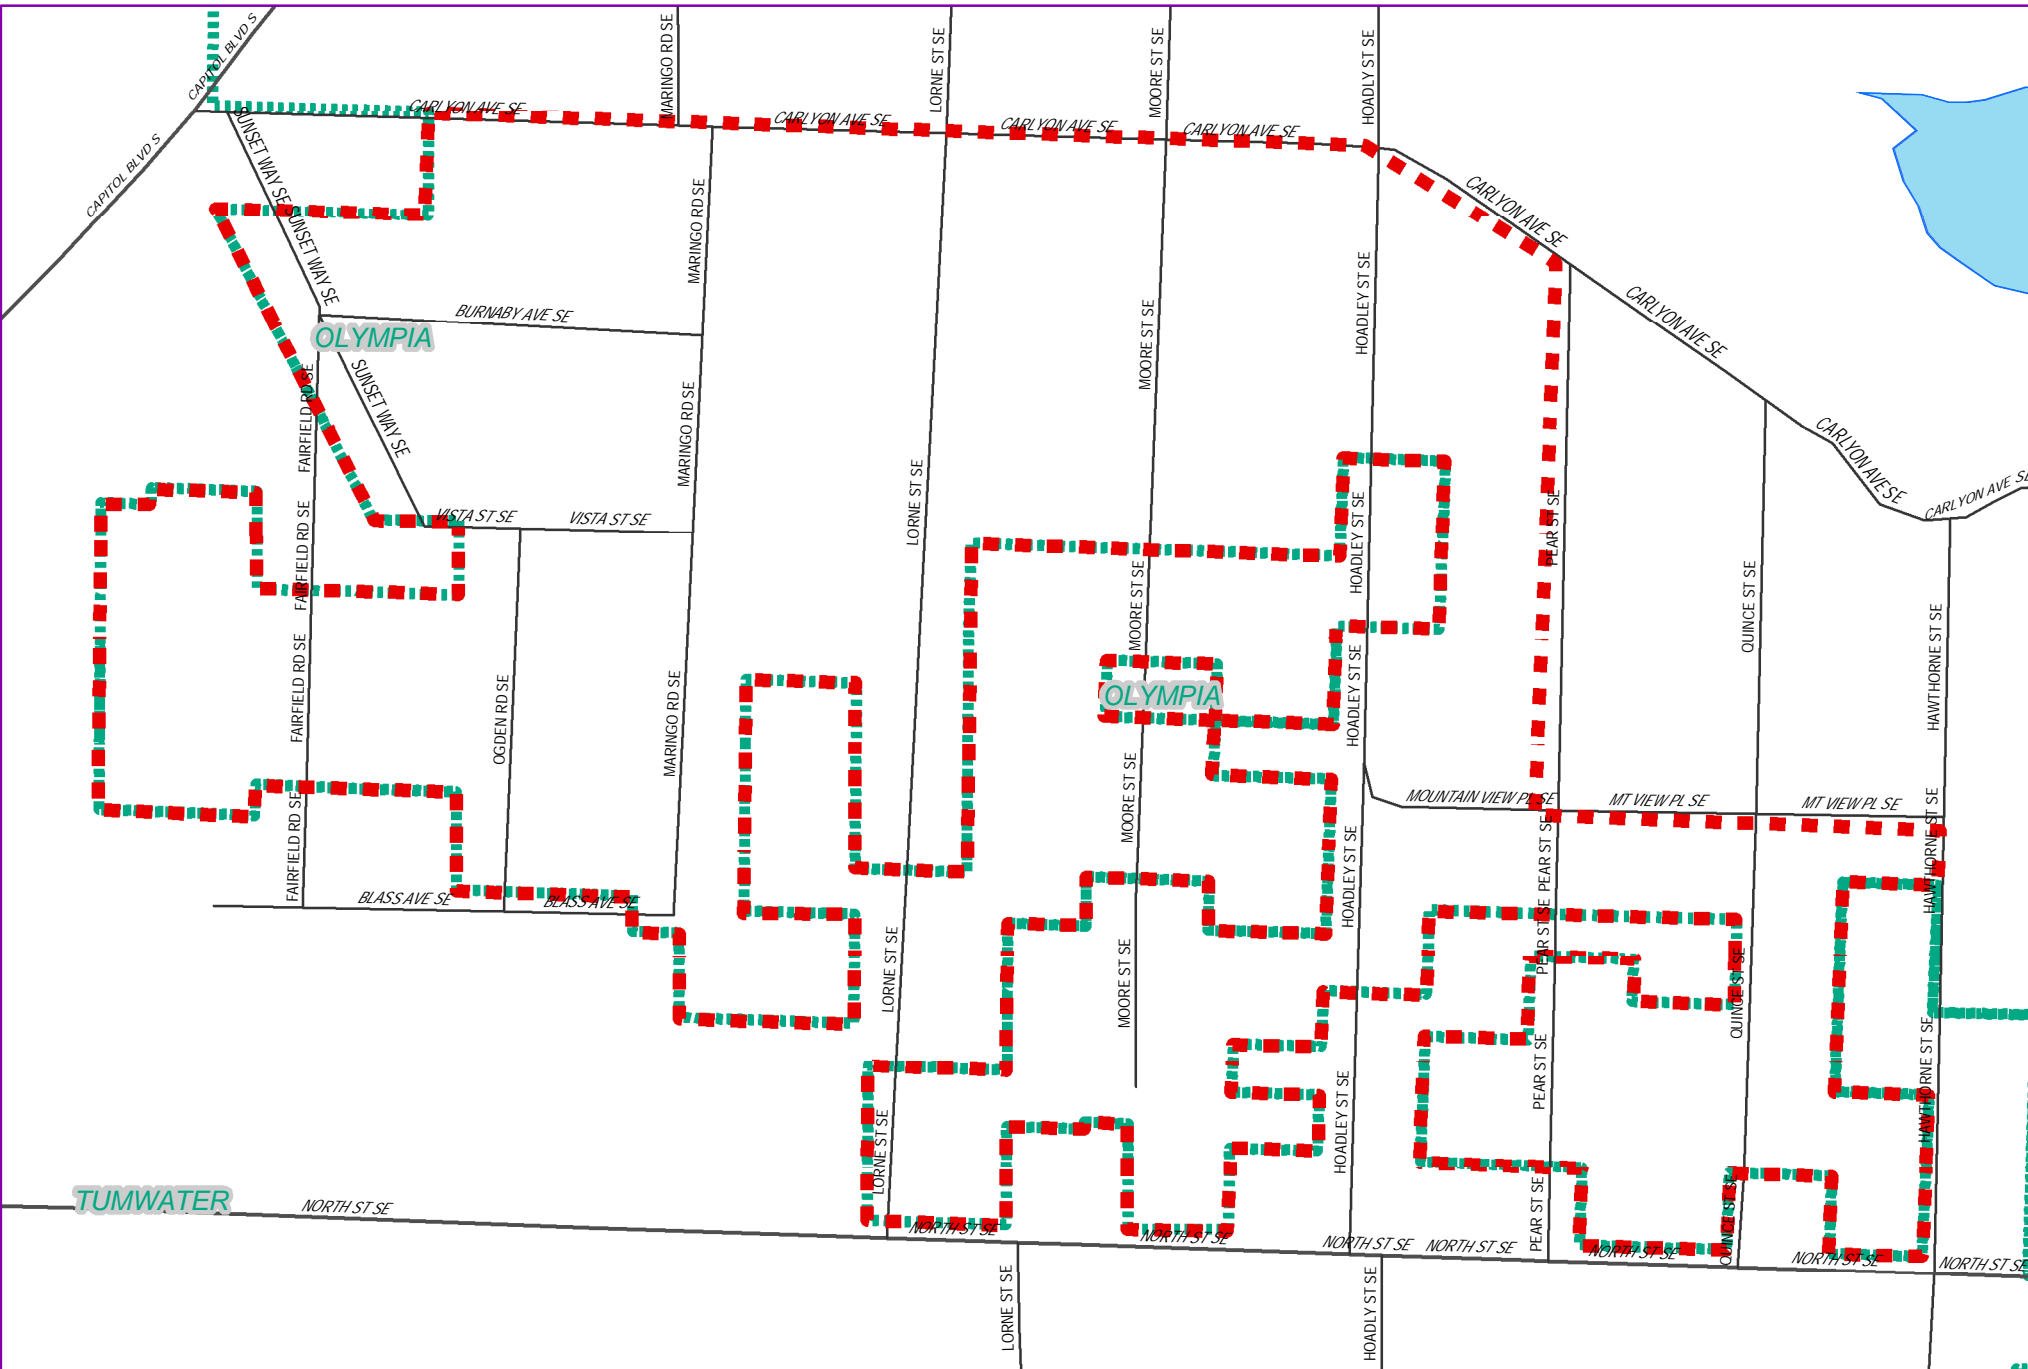 CAPITOL BLVD S
MARINGO RD SE
LORNE ST SE
MOORE ST SE
HOADLY ST SE
CARLYON AVE SE
CARLYON AVE SE
CARLYON AVE SE
CARLYON AVE SE
CAPITOL BLVD S
SUNSET WAY SE
SUNSET WAY SE
MARINGO RD SE
CARLYON AVE SE
HOADLEY ST SE
BURNABY AVE SE
OLYMPIA
MOORE ST SE
CARLYON AVE SE
SUNSET WAY SE
FAIRFIELD RD SE
MARINGO RD SE
LORNE ST SE
CARLYON AVE SE
CARLYON AVE SE
VISTA ST SE
VISTA ST SE
FAIRFIELD RD SE
HOADLEY ST SE
PEAR ST SE
MOORE ST SE
QUINCE ST SE
HAWTHORNE ST SE
FAIRFIELD RD SE
OGDEN RD SE
MARINGO RD SE
OLYMPIA
HOADLEY ST SE
MOORE ST SE
MOUNTAIN VIEW PL SE
MT VIEW PL SE
MT VIEW PL SE
FAIRFIELD RD SE
BLASS AVE SE
BLASS AVE SE
HOADLEY ST SE
PEAR ST SE
HAWTHORNE ST SE
LORNE ST SE
MOORE ST SE
PEAR ST SE
QUINCE ST SE
HAWTHORNE ST SE
LORNE ST SE
HOADLEY ST SE
PEAR ST SE
TUMWATER
NORTH ST SE
NORTH ST SE
NORTH ST SE
NORTH ST SE
NORTH ST SE
PEAR ST SE
NORTH ST SE
QUINCE ST SE
NORTH ST SE
NORTH ST SE
LORNE ST SE
HOADLY ST SE